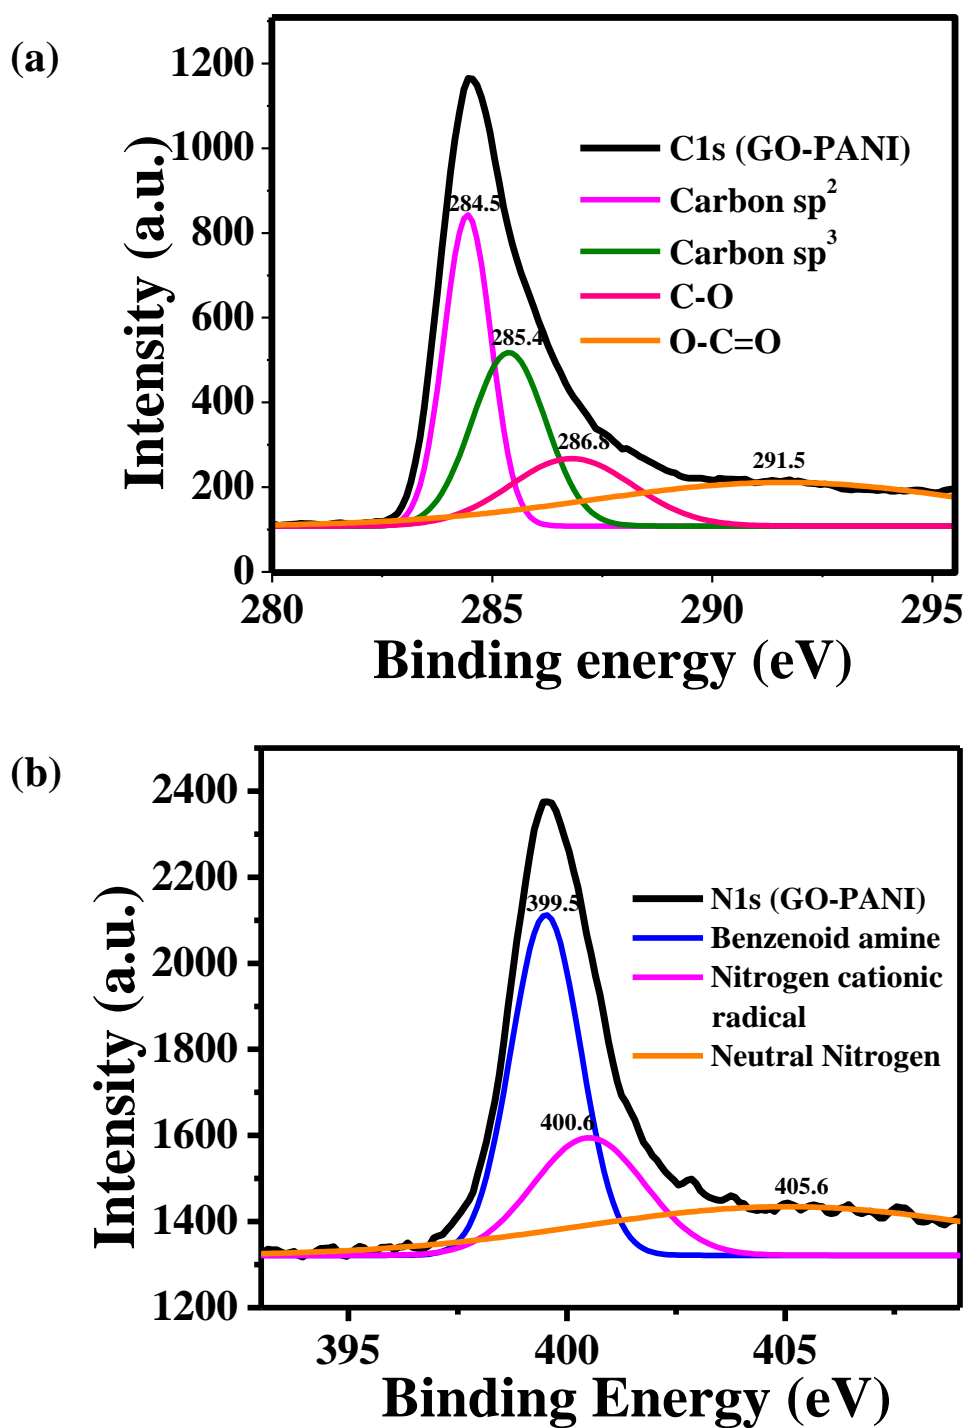 (a)
1200
1000
800
600
400
200
0
Intensity (a.u.)
C1s (GO-PANI)
Carbon sp²
Carbon sp³
C-O
O-C=O
284.5
285.4
286.8
291.5
280 285 290 295
Binding energy (eV)
(b)
2400
2200
2000
1800
1600
1400
1200
Intensity (a.u.)
N1s (GO-PANI)
Benzenoid amine
Nitrogen cationic
radical
Neutral Nitrogen
399.5
400.6
405.6
395 400 405
Binding Energy (eV)